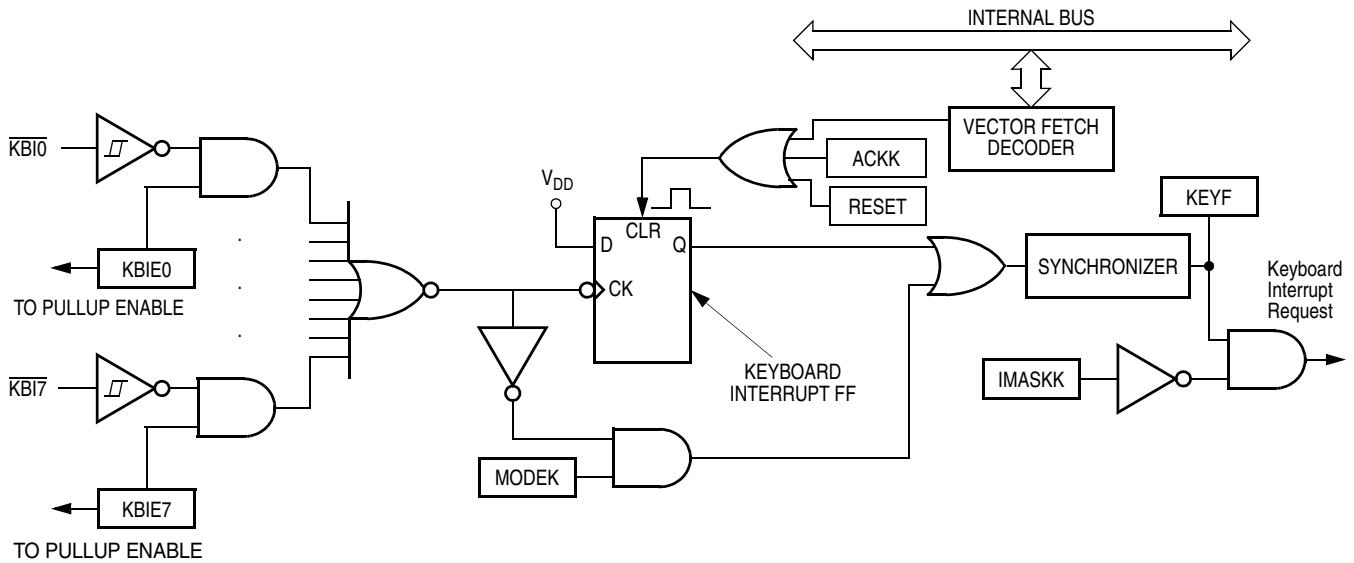 INTERNAL BUS
VECTOR FETCH
DECODER
ACKK
RESET
KBI0
KBIE0
TO PULLUP ENABLE
KBI7
KBIE7
TO PULLUP ENABLE
VDD
D
CLR
Q
CK
KEYBOARD
INTERRUPT FF
MODEK
SYNCHRONIZER
KEYF
IMASKK
Keyboard
Interrupt
Request